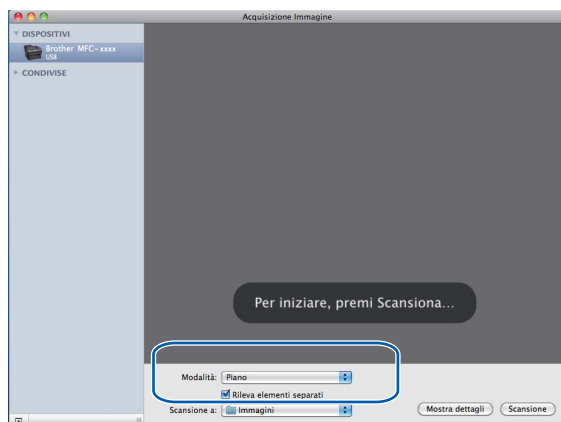 Acquisizione Immagine
DISPOSITIVI
Brother MFC-xxxx
USB
CONDIVISE
Per iniziare, premi Scansiona...
Modalità: Piano
Rileva elementi separati
Scansione a: Immagini
Mostra dettagli Scansione